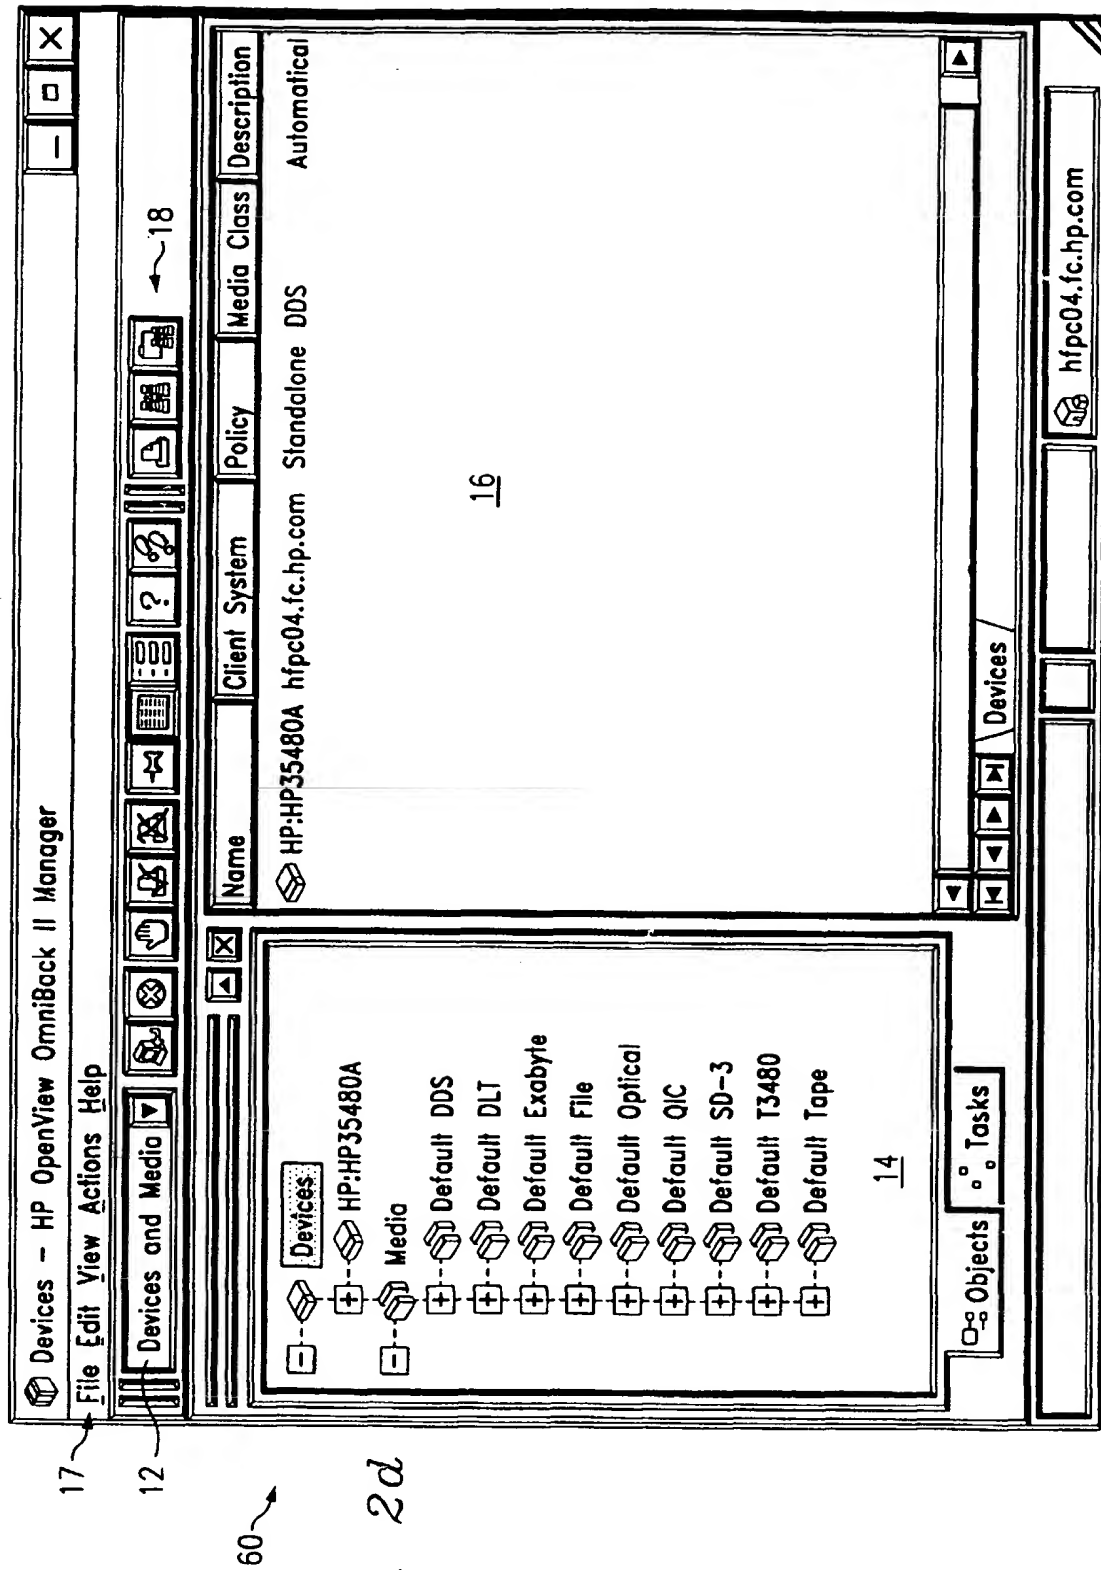 Devices – HP OpenView OmniBack II Manager
17
File Edit View Actions Help
12
Devices and Media
?
18
60
2d
Devices
HP:HP35480A
Media
Default DDS
Default DLT
Default Exabyte
Default File
Default Optical
Default QIC
Default SD-3
Default T3480
Default Tape
14
Objects
Tasks
Name Client System Policy Media Class Description
HP:HP35480A hfpc04.fc.hp.com Standalone DDS Automatical
16
Devices
hfpc04.fc.hp.com